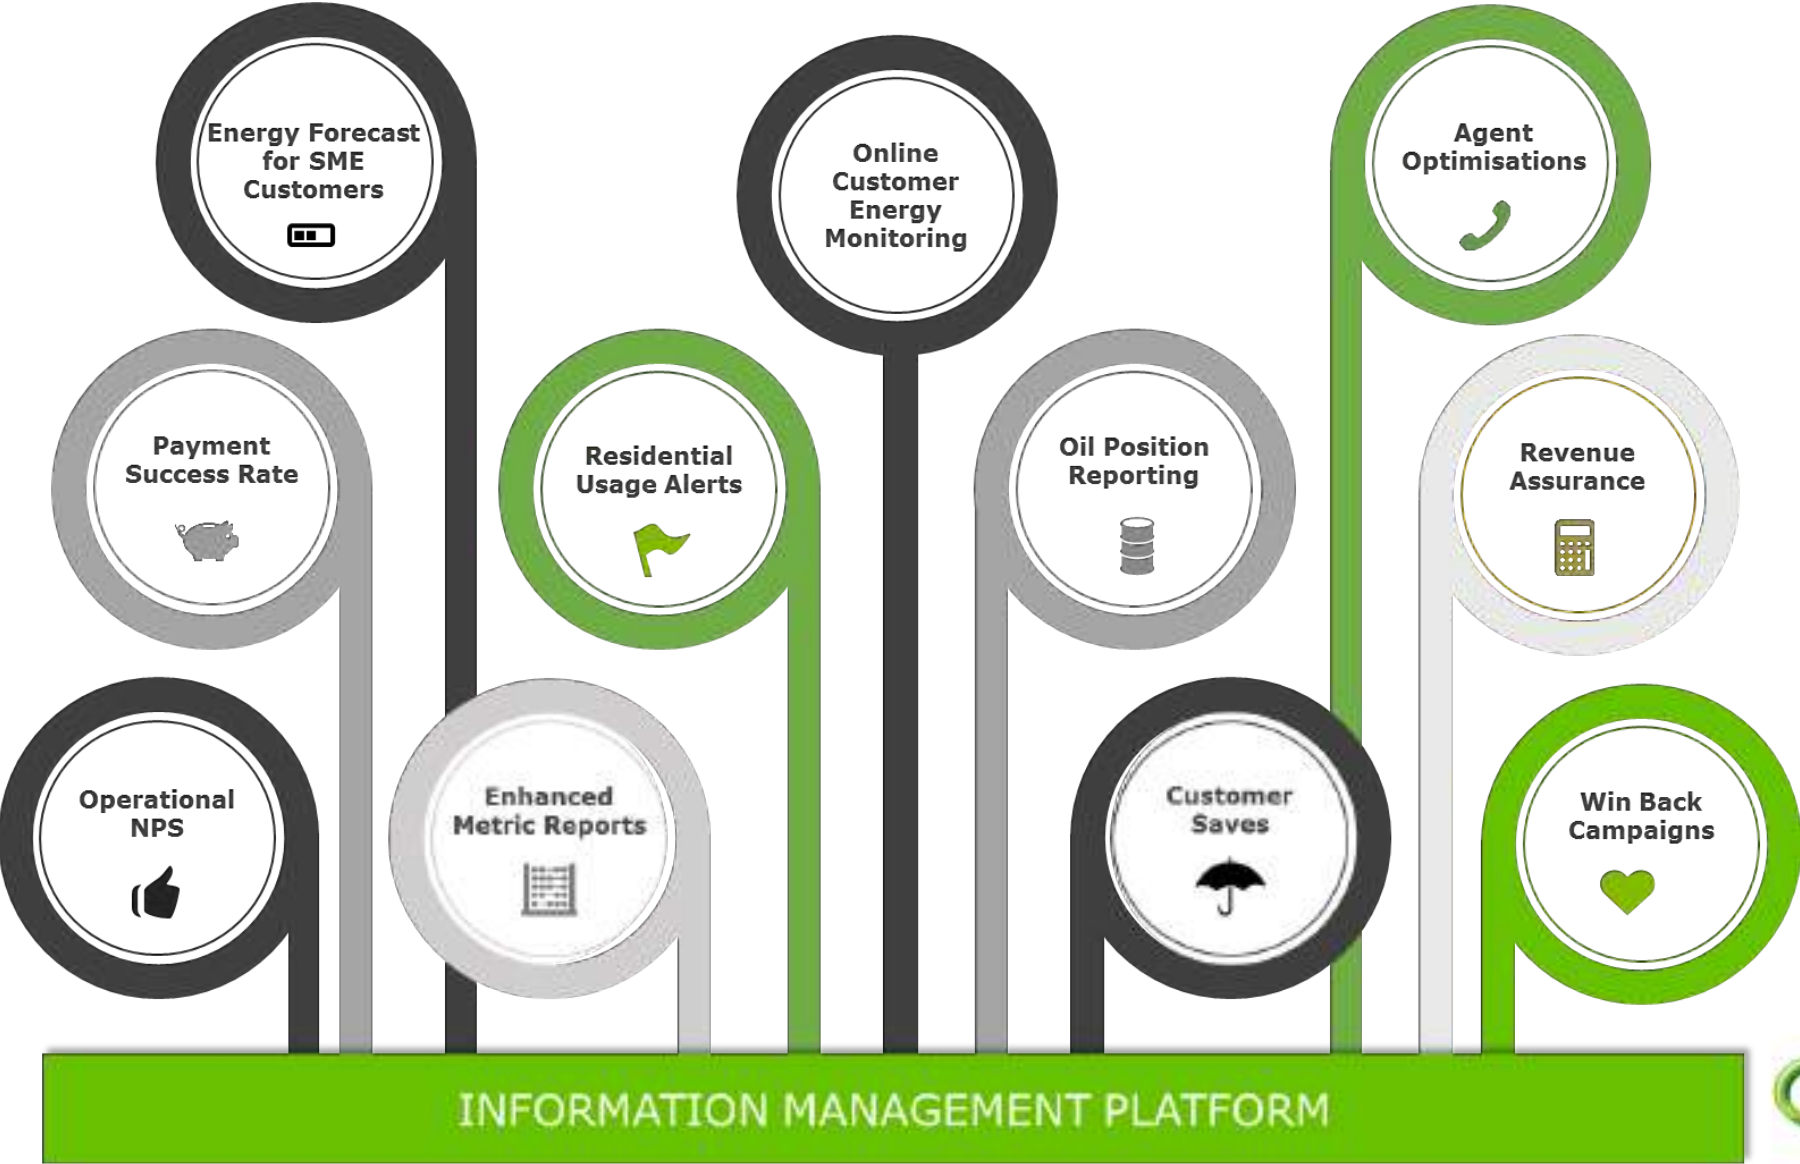 Energy Forecast
for SME
Customers
Online
Customer
Energy
Monitoring
Agent
Optimisations
Payment
Success Rate
Residential
Usage Alerts
Oil Position
Reporting
Revenue
Assurance
Operational
NPS
Enhanced
Metric Reports
Customer
Saves
Win Back
Campaigns
INFORMATION MANAGEMENT PLATFORM